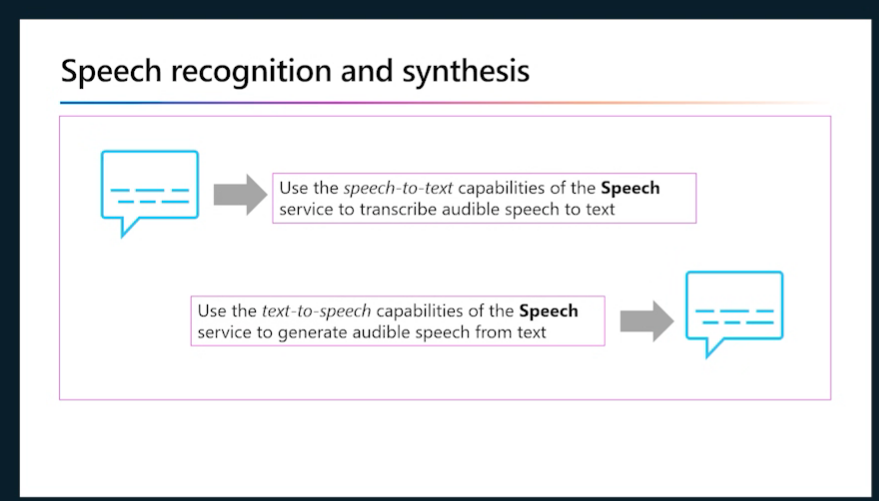 Speech recognition and synthesis
Use the speech-to-text capabilities of the Speech
service to transcribe audible speech to text
Use the text-to-speech capabilities of the Speech
service to generate audible speech from text